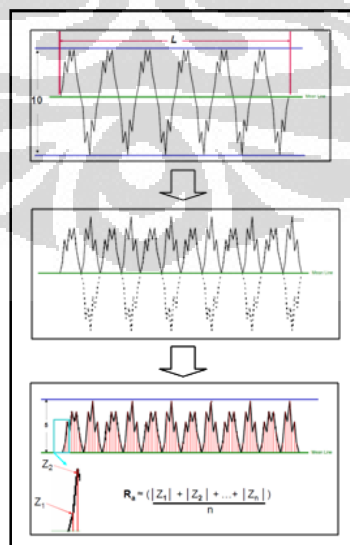 L
10
Mean Line
Mean Line
Mean Line
Z₂
Z₁
Rₐ ≈ (|Z₁| + |Z₂| + ...+ |Zₙ|)
n